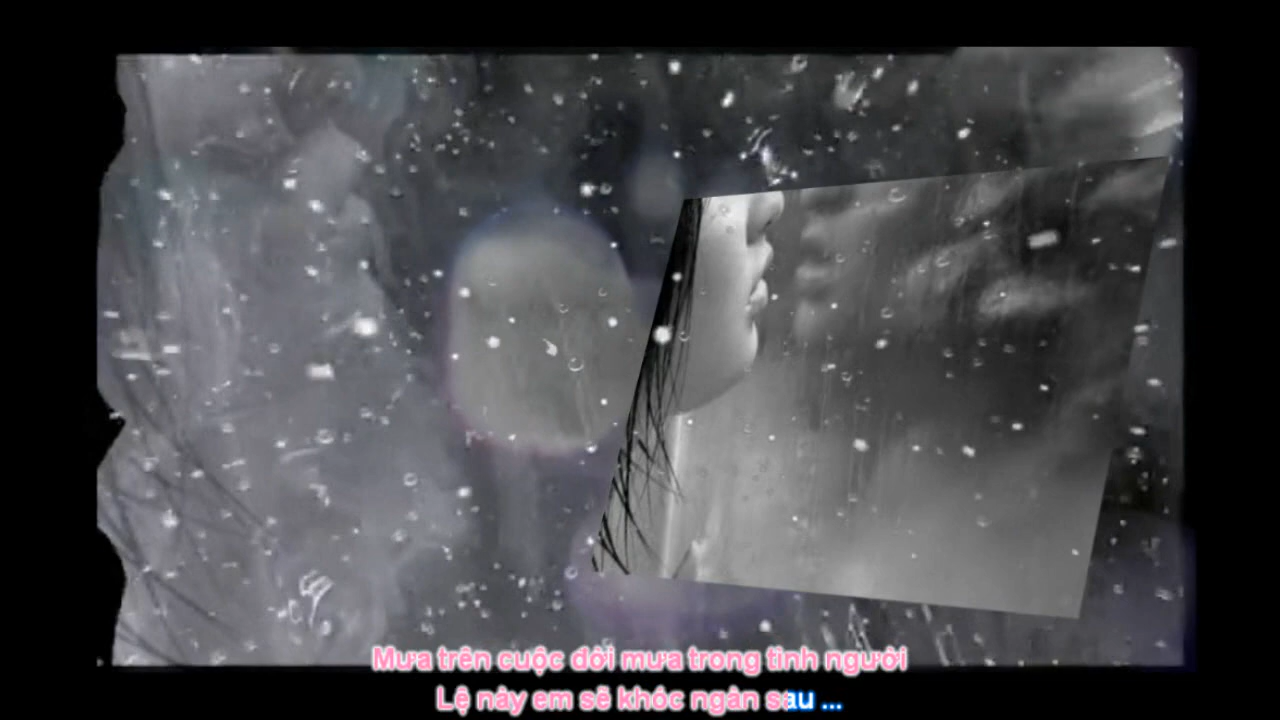 Mưa trên cuộc đời mưa trong tình người
Lệ này em sẽ khóc ngàn sau ...